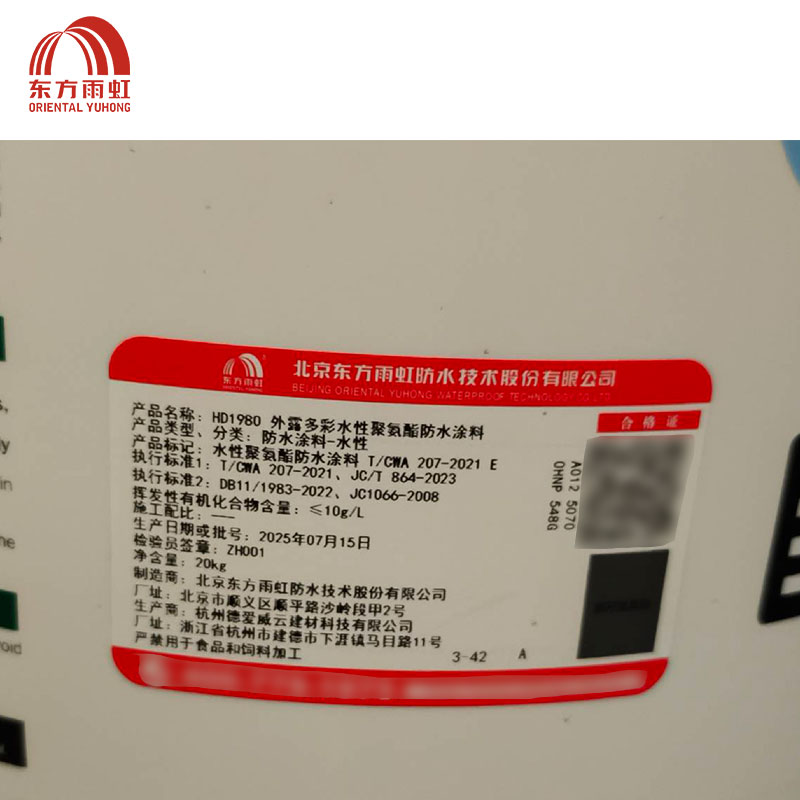 东方雨虹
ORIENTAL YUHONG
东方雨虹
北京东方雨虹防水技术股份有限公司
BEIJING ORIENTAL YUHONG WATERPROOF TECHNOLOGY CO.,LTD
合格证
产品名称：HD1980 外露多彩水性聚氨酯防水涂料
产品类型、分类：防水涂料-水性
产品标记：水性聚氨酯防水涂料 T/CWA 207-2021 E
执行标准1：T/CWA 207-2021、JC/T 864-2023
执行标准2：DB11/1983-2022、JC1066-2008
挥发性有机化合物含量：≤10g/L
施工配比：——
生产日期或批号：2025年07月15日
检验员签章：ZH001
净含量：20kg
制造商：北京东方雨虹防水技术股份有限公司
厂址：北京市顺义区顺平路沙岭段甲2号
生产商：杭州德爱威云建材科技有限公司
厂址：浙江省杭州市建德市下涯镇马目路11号
严禁用于食品和饲料加工
3-42 A
A012 5070
OHNP 548G
ly
in
me
oid